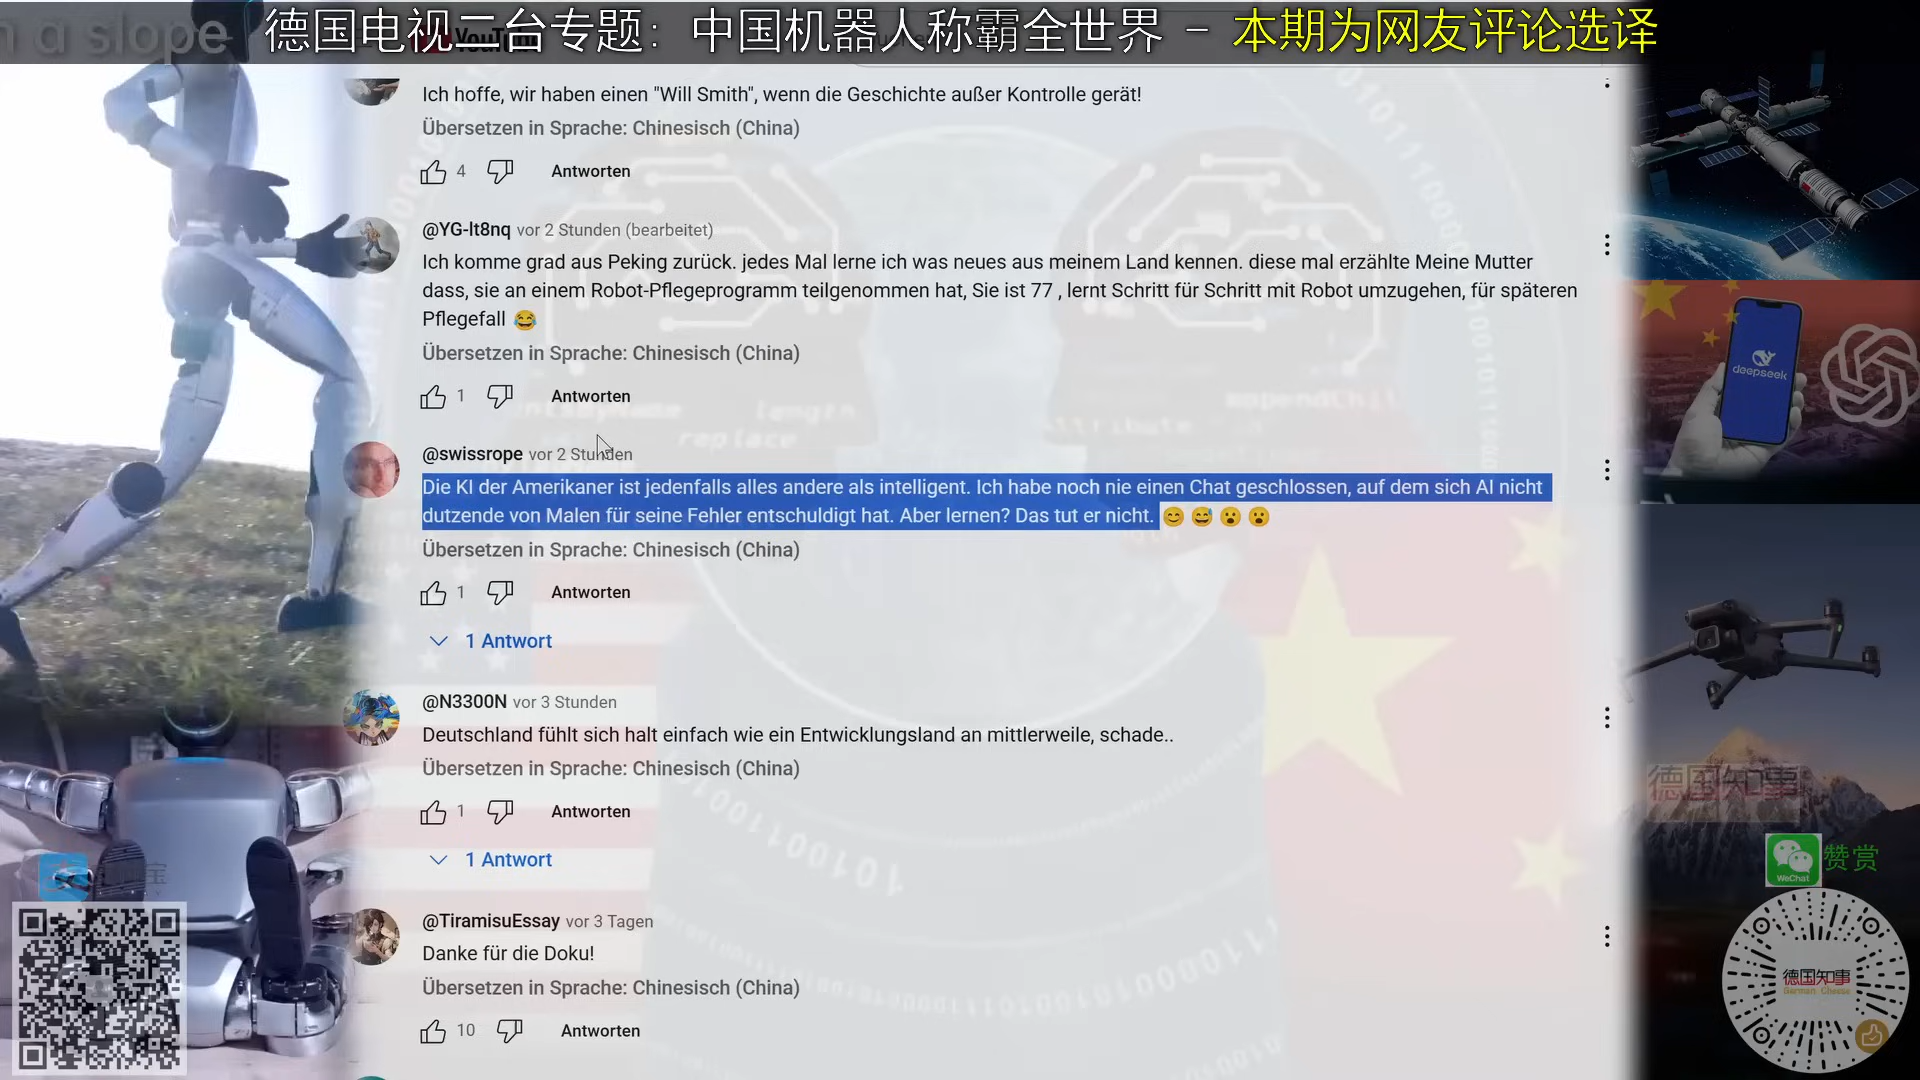 德国电视二台专题：中国机器人称霸全世界 - 本期为网友评论选译
a slope
Ich hoffe, wir haben einen "Will Smith", wenn die Geschichte außer Kontrolle gerät!
Übersetzen in Sprache: Chinesisch (China)
4 Antworten
@YG-lt8nq vor 2 Stunden (bearbeitet)
Ich komme grad aus Peking zurück. jedes Mal lerne ich was neues aus meinem Land kennen. diese mal erzählte Meine Mutter
dass, sie an einem Robot-Pflegeprogramm teilgenommen hat, Sie ist 77 , lernt Schritt für Schritt mit Robot umzugehen, für späteren
Pflegefall 😂
Übersetzen in Sprache: Chinesisch (China)
1 Antworten
@swissrope vor 2 Stunden
Die KI der Amerikaner ist jedenfalls alles andere als intelligent. Ich habe noch nie einen Chat geschlossen, auf dem sich AI nicht
dutzende von Malen für seine Fehler entschuldigt hat. Aber lernen? Das tut er nicht. 😊 😅 😮 😮
Übersetzen in Sprache: Chinesisch (China)
1 Antworten
1 Antwort
@N3300N vor 3 Stunden
Deutschland fühlt sich halt einfach wie ein Entwicklungsland an mittlerweile, schade..
Übersetzen in Sprache: Chinesisch (China)
1 Antworten
1 Antwort
@TiramisuEssay vor 3 Tagen
Danke für die Doku!
Übersetzen in Sprache: Chinesisch (China)
10 Antworten
deepseek
德国知事
WeChat
赞赏
德国知事
German Cheese